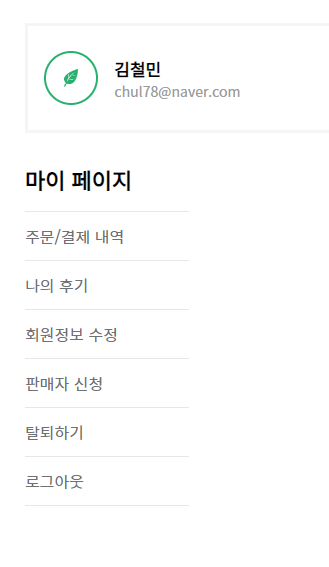 김철민
chul78@naver.com
마이 페이지
주문/결제 내역
나의 후기
회원정보 수정
판매자 신청
탈퇴하기
로그아웃